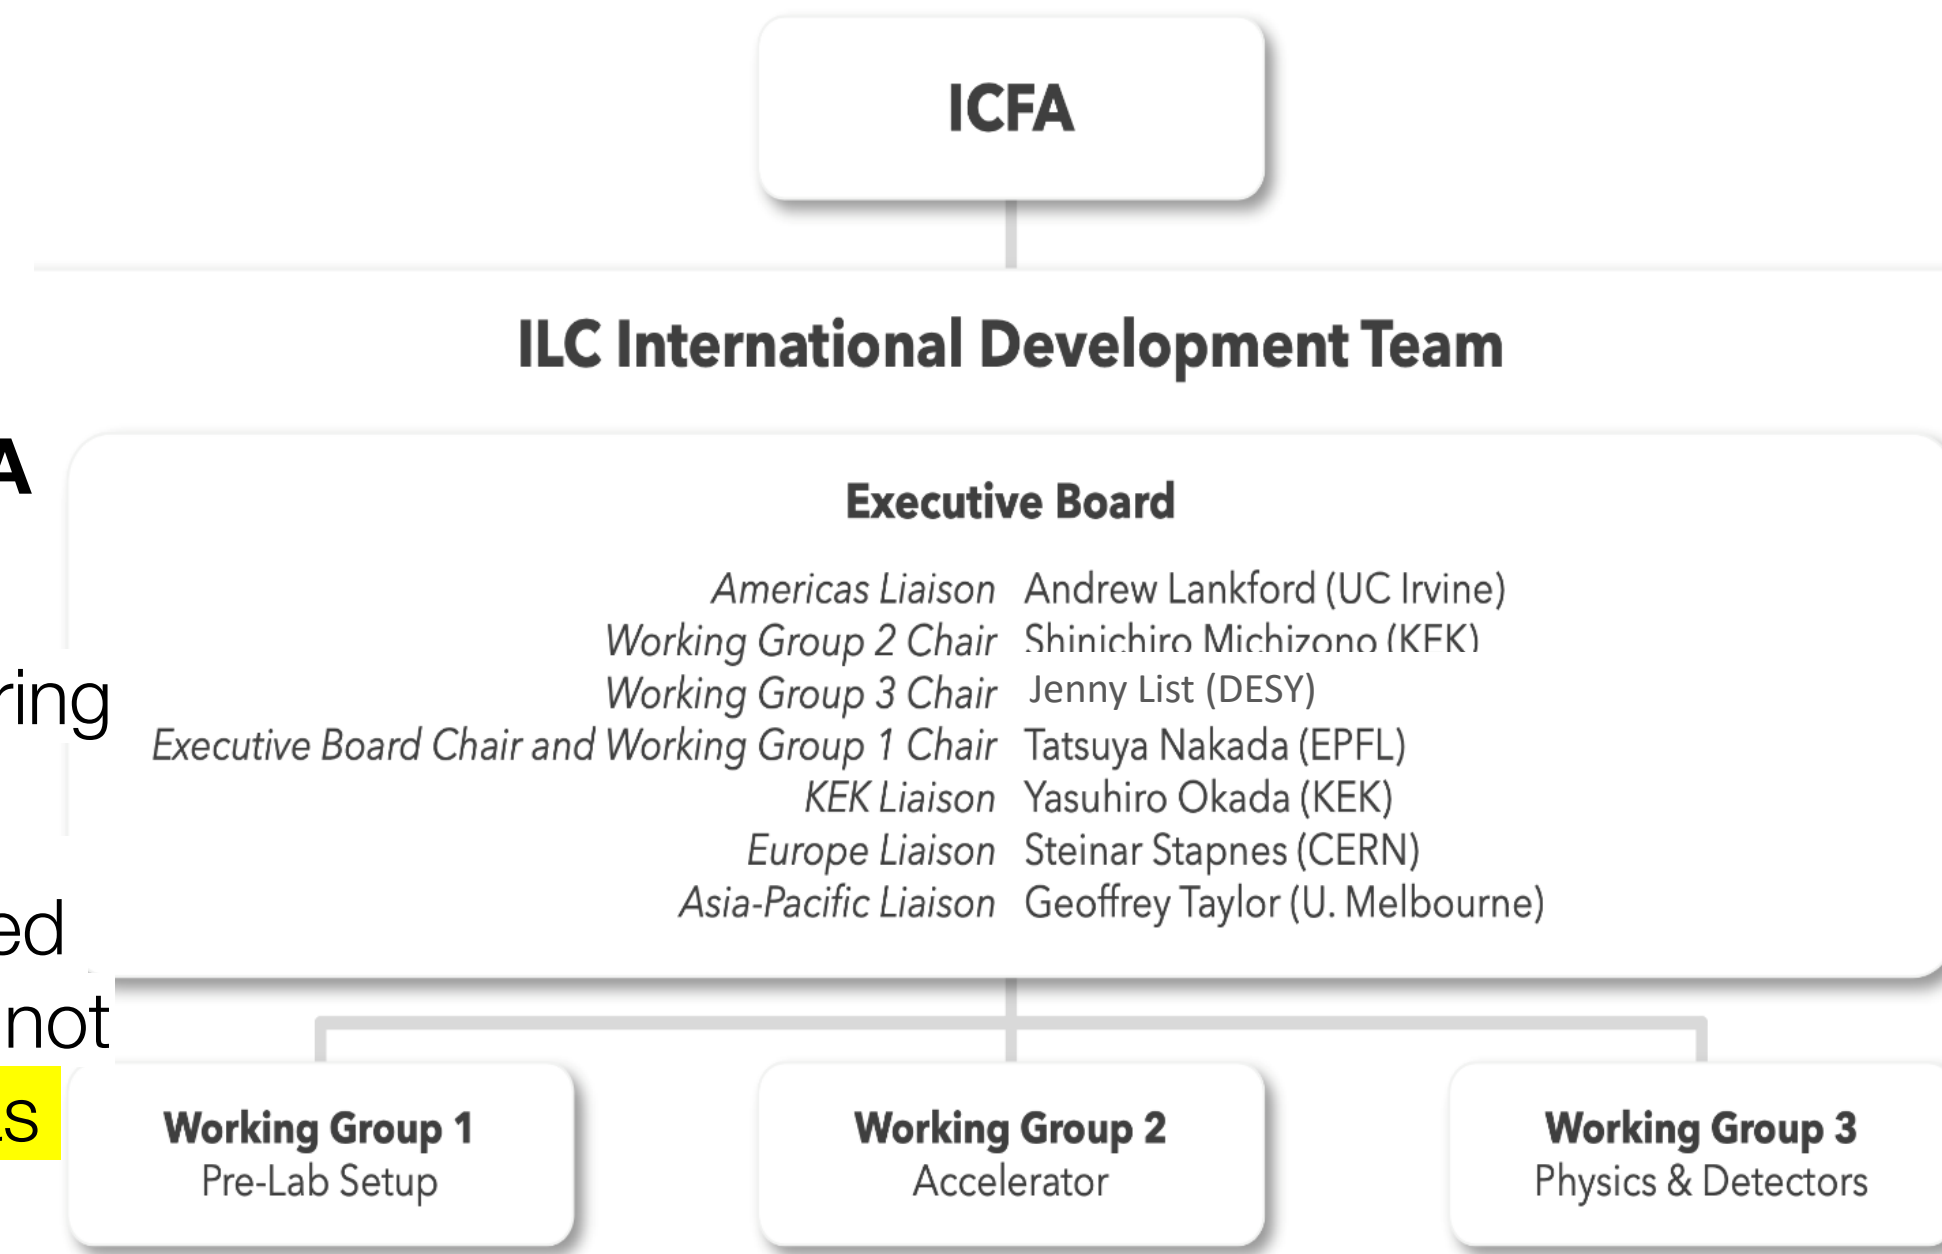 ICFA
ILC International Development Team
A
Executive Board
Americas Liaison Andrew Lankford (UC Irvine)
Working Group 2 Chair Shinichiro Michizono (KEK)
ring
Working Group 3 Chair Jenny List (DESY)
Executive Board Chair and Working Group 1 Chair Tatsuya Nakada (EPFL)
KEK Liaison Yasuhiro Okada (KEK)
Europe Liaison Steinar Stapnes (CERN)
Asia-Pacific Liaison Geoffrey Taylor (U. Melbourne)
ed
not
Working Group 1
Pre-Lab Setup
Working Group 2
Accelerator
Working Group 3
Physics & Detectors